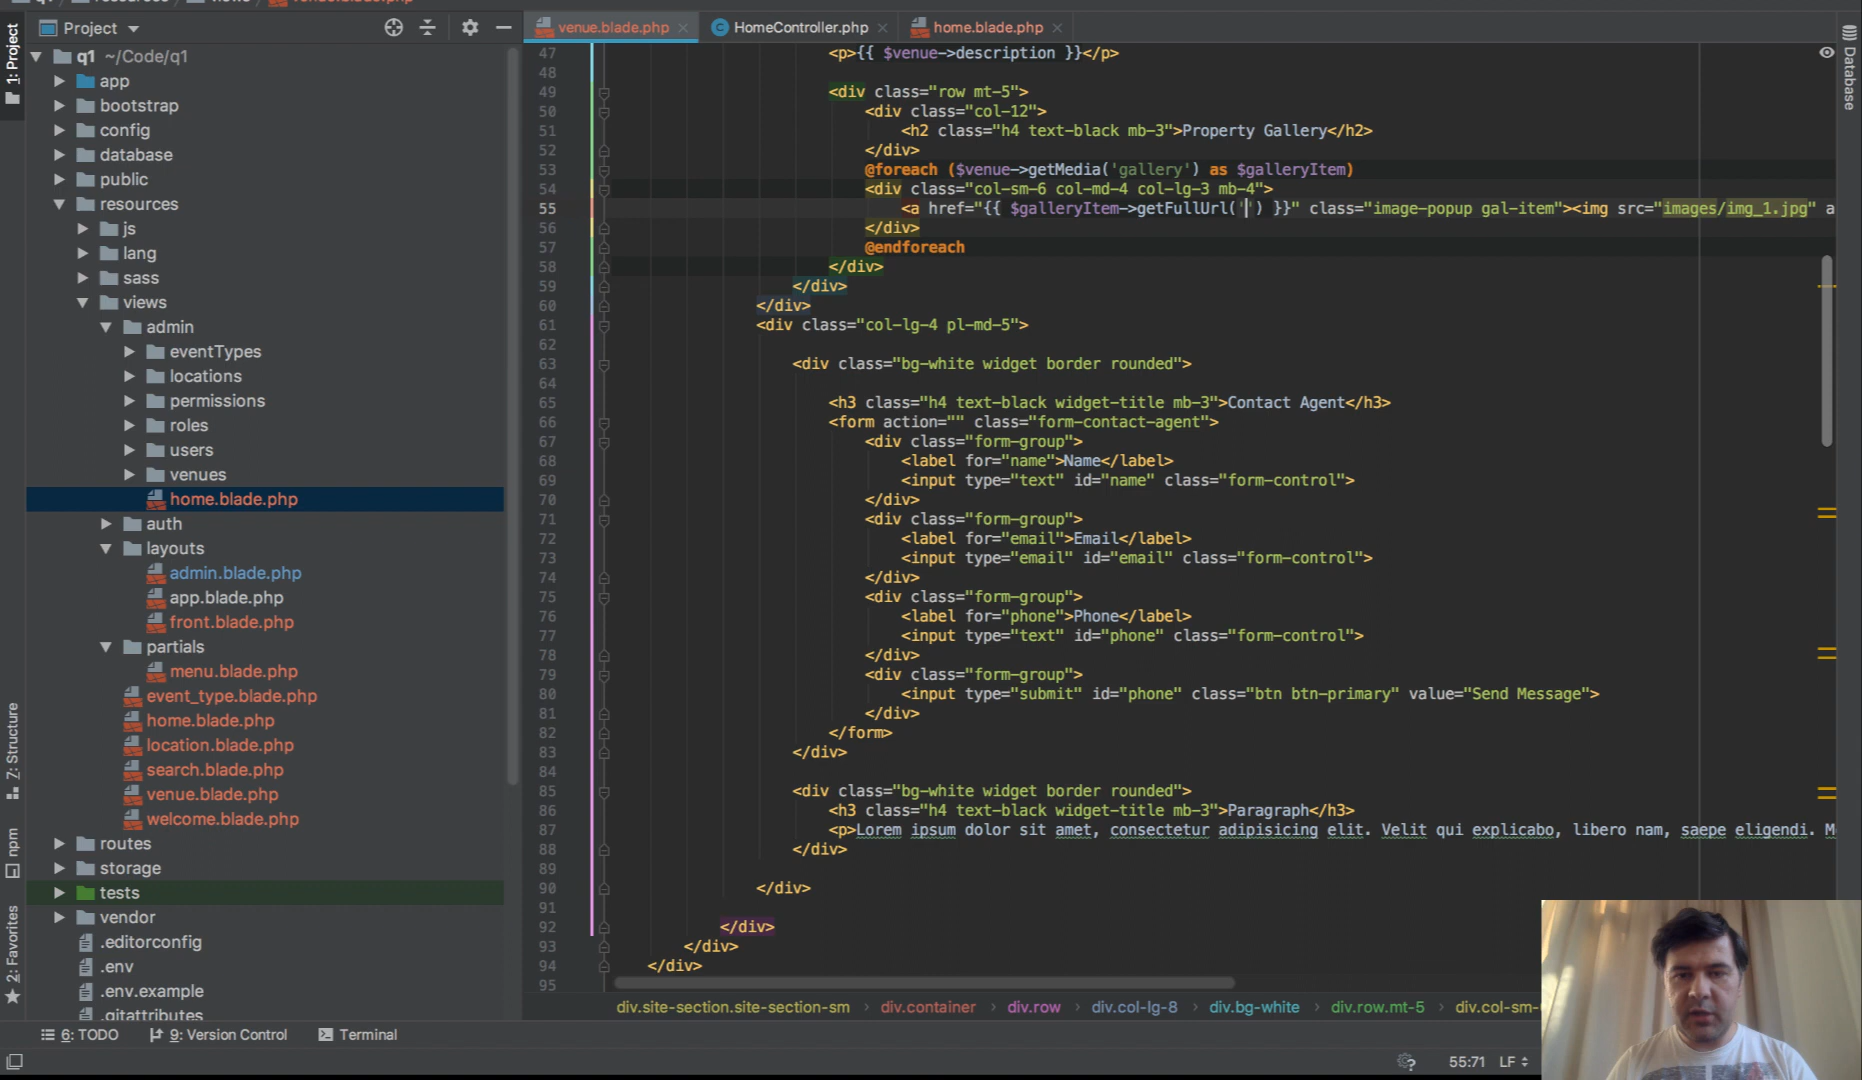 venue.blade.php
Project
q1 ~/Code/q1
app
bootstrap
config
database
public
resources
js
lang
sass
views
admin
eventTypes
locations
permissions
roles
users
venues
home.blade.php
auth
layouts
admin.blade.php
app.blade.php
front.blade.php
partials
menu.blade.php
event_type.blade.php
home.blade.php
location.blade.php
search.blade.php
venue.blade.php
welcome.blade.php
routes
storage
tests
vendor
.editorconfig
.env
.env.example
.gitattributes
1: Project
7: Structure
npm
2: Favorites
Database
venue.blade.php
HomeController.php
home.blade.php
47 <p>{{ $venue->description }}</p>
48
49 <div class="row mt-5">
50 <div class="col-12">
51 <h2 class="h4 text-black mb-3">Property Gallery</h2>
52 </div>
53 @foreach ($venue->getMedia('gallery') as $galleryItem)
54 <div class="col-sm-6 col-md-4 col-lg-3 mb-4">
55 <a href="{{ $galleryItem->getFullUrl('') }}" class="image-popup gal-item"><img src="images/img_1.jpg" a
56 </div>
57 @endforeach
58 </div>
59 </div>
60 </div>
61 <div class="col-lg-4 pl-md-5">
62
63 <div class="bg-white widget border rounded">
64
65 <h3 class="h4 text-black widget-title mb-3">Contact Agent</h3>
66 <form action="" class="form-contact-agent">
67 <div class="form-group">
68 <label for="name">Name</label>
69 <input type="text" id="name" class="form-control">
70 </div>
71 <div class="form-group">
72 <label for="email">Email</label>
73 <input type="email" id="email" class="form-control">
74 </div>
75 <div class="form-group">
76 <label for="phone">Phone</label>
77 <input type="text" id="phone" class="form-control">
78 </div>
79 <div class="form-group">
80 <input type="submit" id="phone" class="btn btn-primary" value="Send Message">
81 </div>
82 </form>
83 </div>
84
85 <div class="bg-white widget border rounded">
86 <h3 class="h4 text-black widget-title mb-3">Paragraph</h3>
87 <p>Lorem ipsum dolor sit amet, consectetur adipisicing elit. Velit qui explicabo, libero nam, saepe eligendi. M
88 </div>
89
90 </div>
91
92 </div>
93 </div>
94 </div>
95
div.site-section.site-section-sm › div.container › div.row › div.col-lg-8 › div.bg-white › div.row.mt-5 › div.col-sm-
6: TODO
9: Version Control
Terminal
55:71 LF